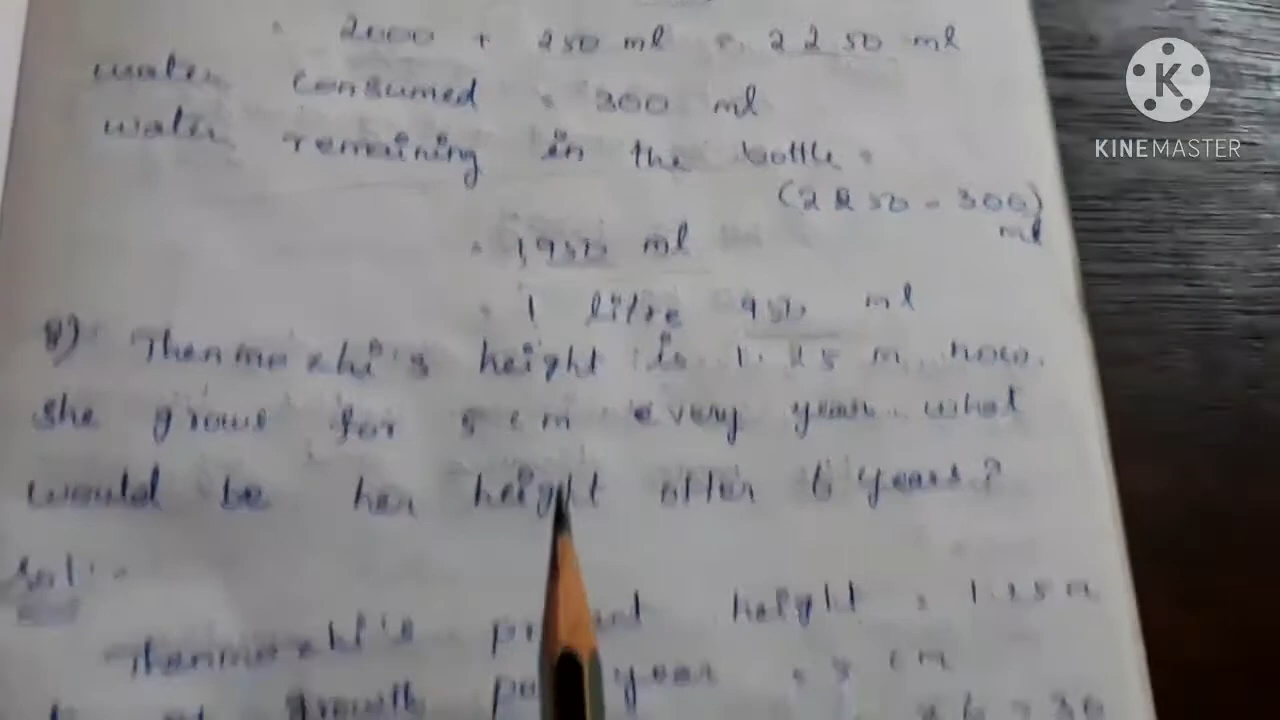 = 2000 + 250 ml = 2250 ml
water consumed = 300 ml
water remaining in the bottle =
(2250 - 300) ml
= 1,950 ml
= 1 litre 950 ml
8) Thenmozhi's height is 1.25 m now.
she grows for 5 cm every year. what
would be her height after 6 years?
Sol:-
Thenmozhi's present height = 1.25 m
growth per year = 5 cm
K
KINEMASTER